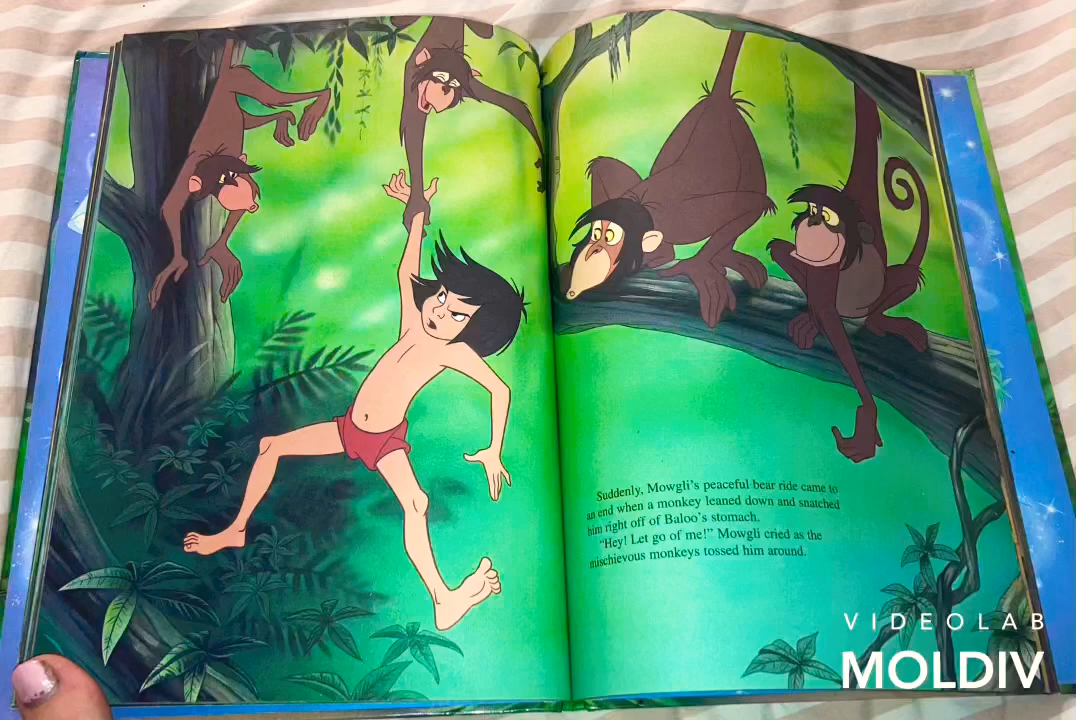 Suddenly, Mowgli's peaceful bear ride came to
an end when a monkey leaned down and snatched
him right off of Baloo's stomach.
"Hey! Let go of me!" Mowgli cried as the
mischievous monkeys tossed him around.
VIDEOLAB
MOLDIV